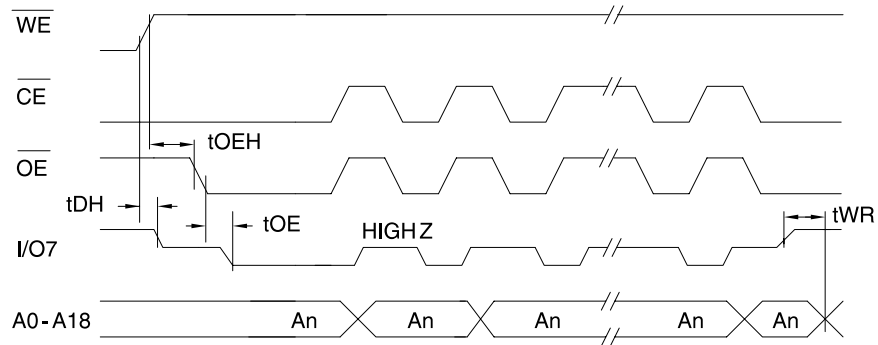 WE
CE
tOEH
OE
tDH
tOE
tWR
I/O7
HIGH Z
A0 - A18
An
An
An
An
An